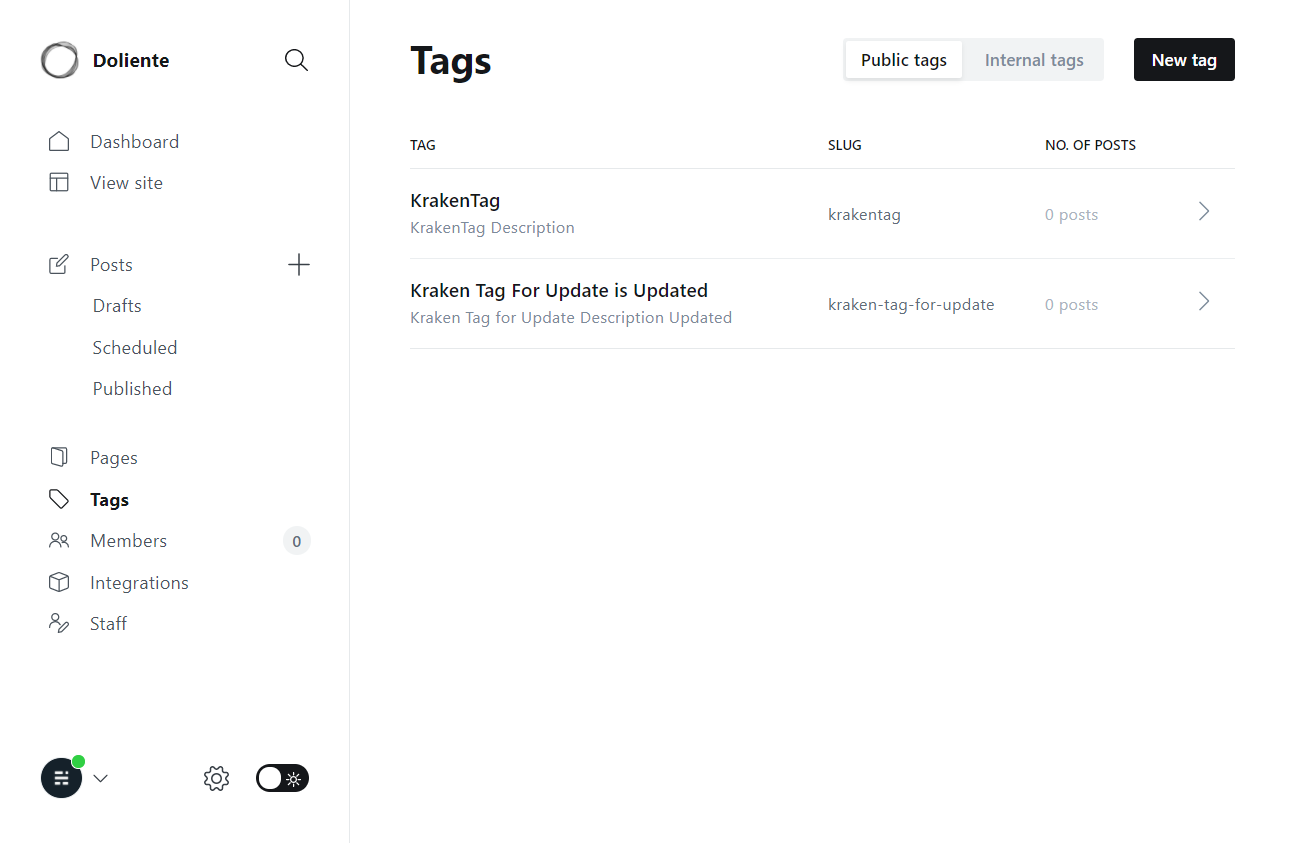 Doliente
Dashboard
View site
Posts
Drafts
Scheduled
Published
Pages
Tags
Members 0
Integrations
Staff
Tags
Public tags Internal tags New tag
TAG SLUG NO. OF POSTS
KrakenTag
KrakenTag Description
krakentag 0 posts
Kraken Tag For Update is Updated
Kraken Tag for Update Description Updated
kraken-tag-for-update 0 posts